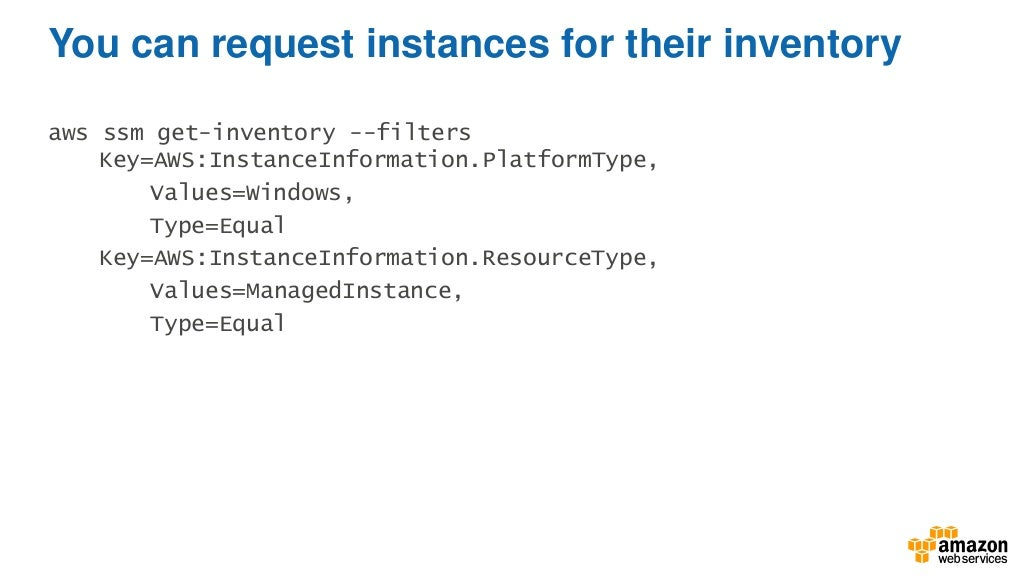 You can request instances for their inventory
aws ssm get-inventory --filters
Key=AWS:InstanceInformation.PlatformType,
Values=Windows,
Type=Equal
Key=AWS:InstanceInformation.ResourceType,
Values=ManagedInstance,
Type=Equal
amazon
webservices